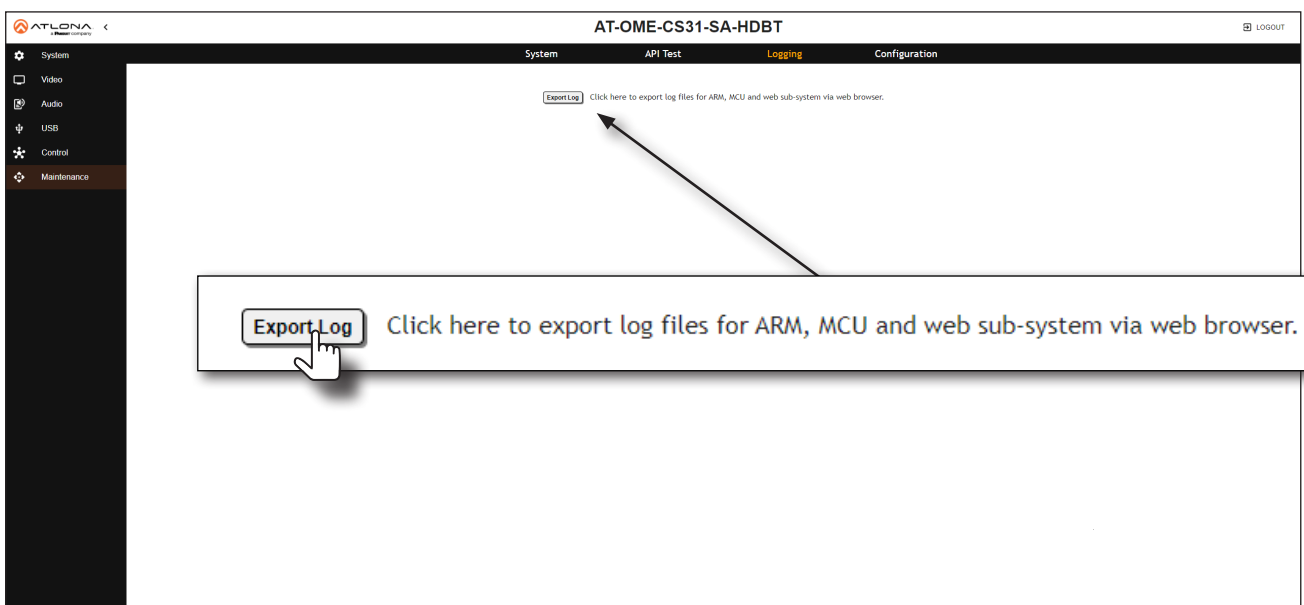 ATLONA
AT-OME-CS31-SA-HDBT
LOGOUT
a Panduit company
System
System
API Test
Logging
Configuration
Video
Audio
USB
Control
Maintenance
Export Log
Click here to export log files for ARM, MCU and web sub-system via web browser.
Export Log
Click here to export log files for ARM, MCU and web sub-system via web browser.